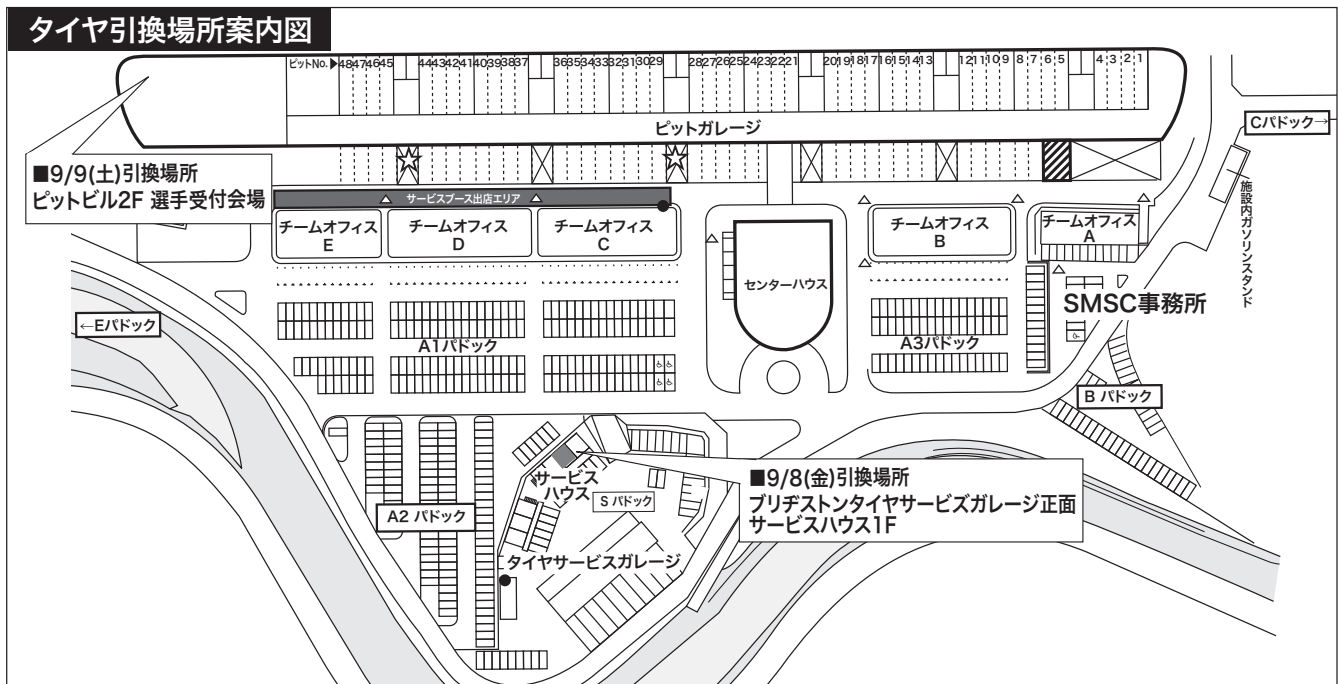 タイヤ引換場所案内図
ピットNo. ▶ 48 47 46 45 44 43 42 41 40 39 38 37 36 35 34 33 32 31 30 29 28 27 26 25 24 23 22 21 20 19 18 17 16 15 14 13 12 11 10 9 8 7 6 5 4 3 2 1
ピットガレージ
Cパドック→
■9/9(土)引換場所
ピットビル2F 選手受付会場
サービスブース出店エリア
施設内ガソリンスタンド
チームオフィス
E
チームオフィス
D
チームオフィス
C
チームオフィス
B
チームオフィス
A
センターハウス
SMSC事務所
←Eパドック
A1パドック
A3パドック
B パドック
■9/8(金)引換場所
ブリヂストンタイヤサービズガレージ正面
サービスハウス1F
サービス
ハウス
S パドック
A2 パドック
タイヤサービスガレージ